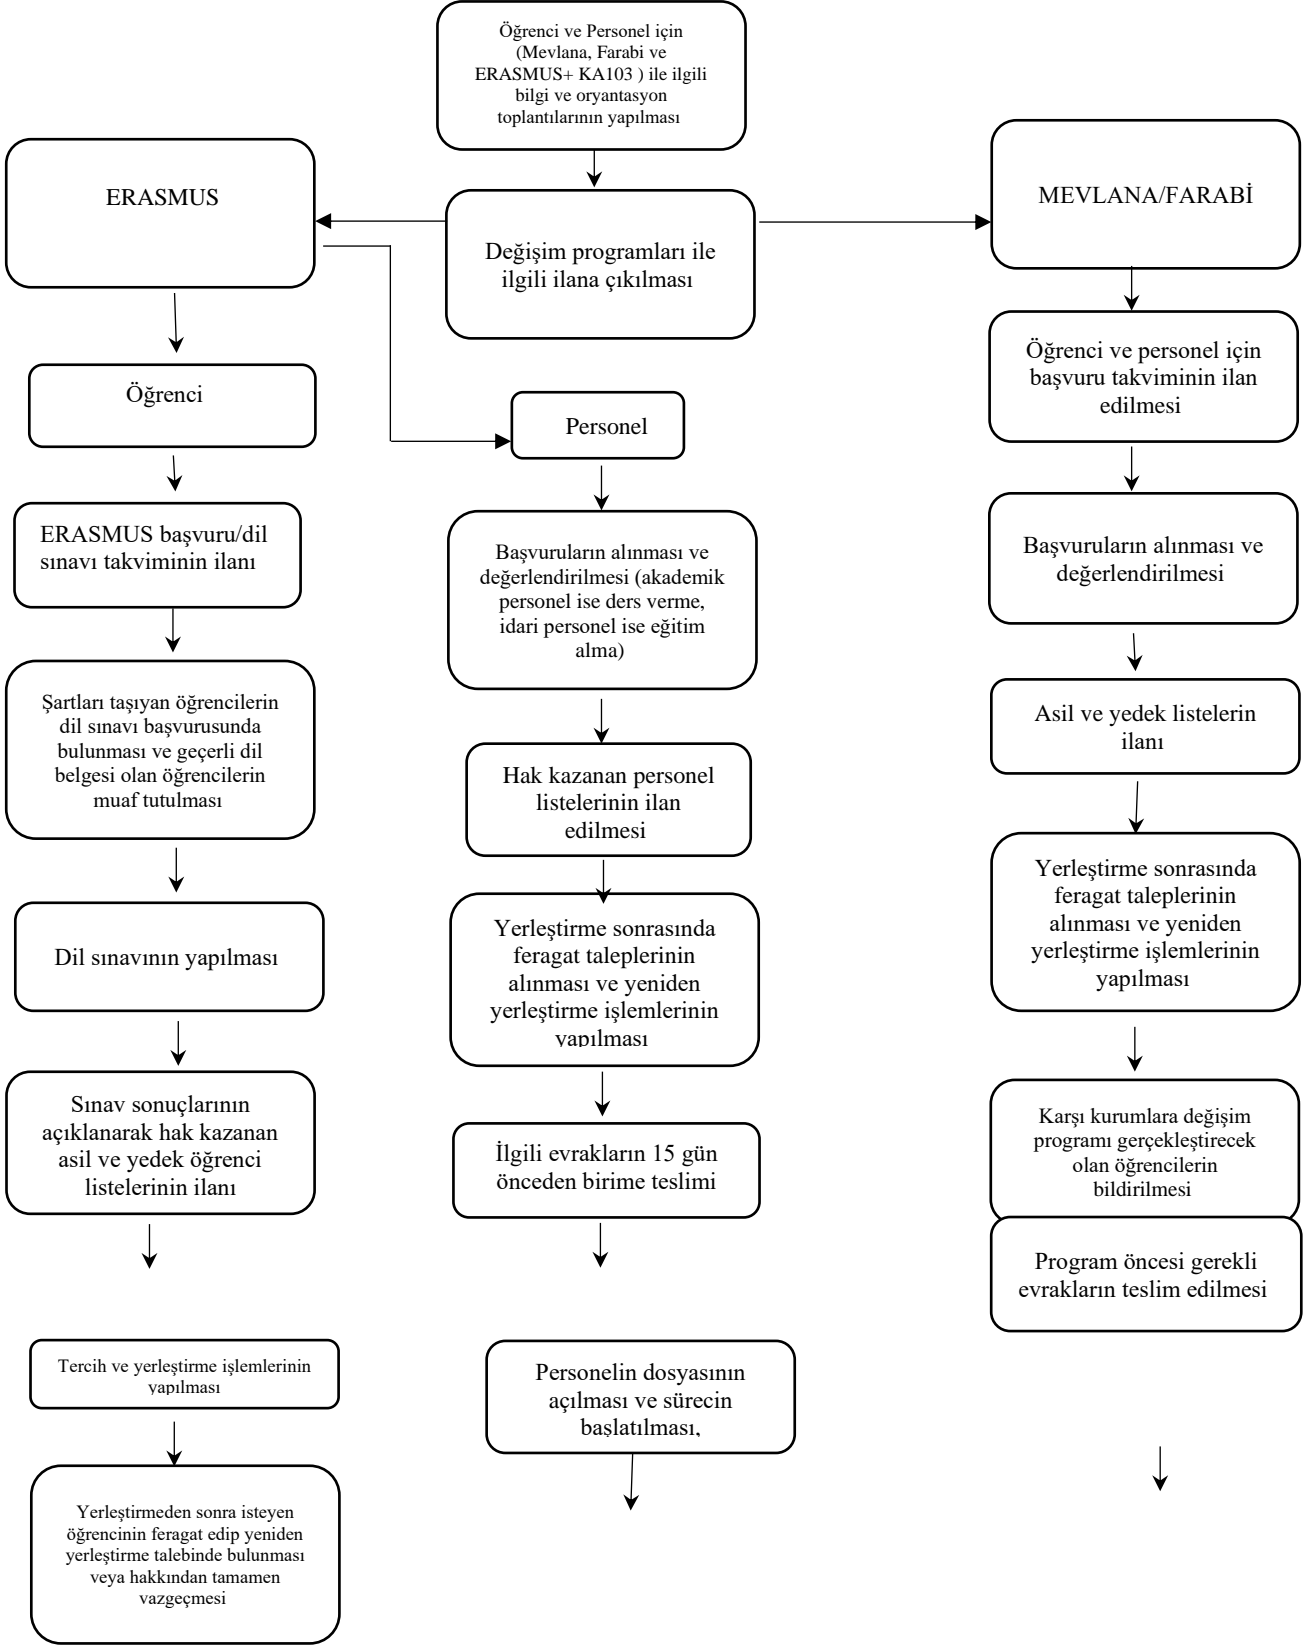 Öğrenci ve Personel için
(Mevlana, Farabi ve
ERASMUS+ KA103 ) ile ilgili
bilgi ve oryantasyon
toplantılarının yapılması
Değişim programları ile
ilgili ilana çıkılması
ERASMUS
Öğrenci
ERASMUS başvuru/dil
sınavı takviminin ilanı
Şartları taşıyan öğrencilerin
dil sınavı başvurusunda
bulunması ve geçerli dil
belgesi olan öğrencilerin
muaf tutulması
Dil sınavının yapılması
Sınav sonuçlarının
açıklanarak hak kazanan
asil ve yedek öğrenci
listelerinin ilanı
Tercih ve yerleştirme işlemlerinin
yapılması
Yerleştirmeden sonra isteyen
öğrencinin feragat edip yeniden
yerleştirme talebinde bulunması
veya hakkından tamamen
vazgeçmesi
Personel
Başvuruların alınması ve
değerlendirilmesi (akademik
personel ise ders verme,
idari personel ise eğitim
alma)
Hak kazanan personel
listelerinin ilan
edilmesi
Yerleştirme sonrasında
feragat taleplerinin
alınması ve yeniden
yerleştirme işlemlerinin
yapılması
İlgili evrakların 15 gün
önceden birime teslimi
Personelin dosyasının
açılması ve sürecin
başlatılması,
MEVLANA/FARABİ
Öğrenci ve personel için
başvuru takviminin ilan
edilmesi
Başvuruların alınması ve
değerlendirilmesi
Asil ve yedek listelerin
ilanı
Yerleştirme sonrasında
feragat taleplerinin
alınması ve yeniden
yerleştirme işlemlerinin
yapılması
Karşı kurumlara değişim
programı gerçekleştirecek
olan öğrencilerin
bildirilmesi
Program öncesi gerekli
evrakların teslim edilmesi